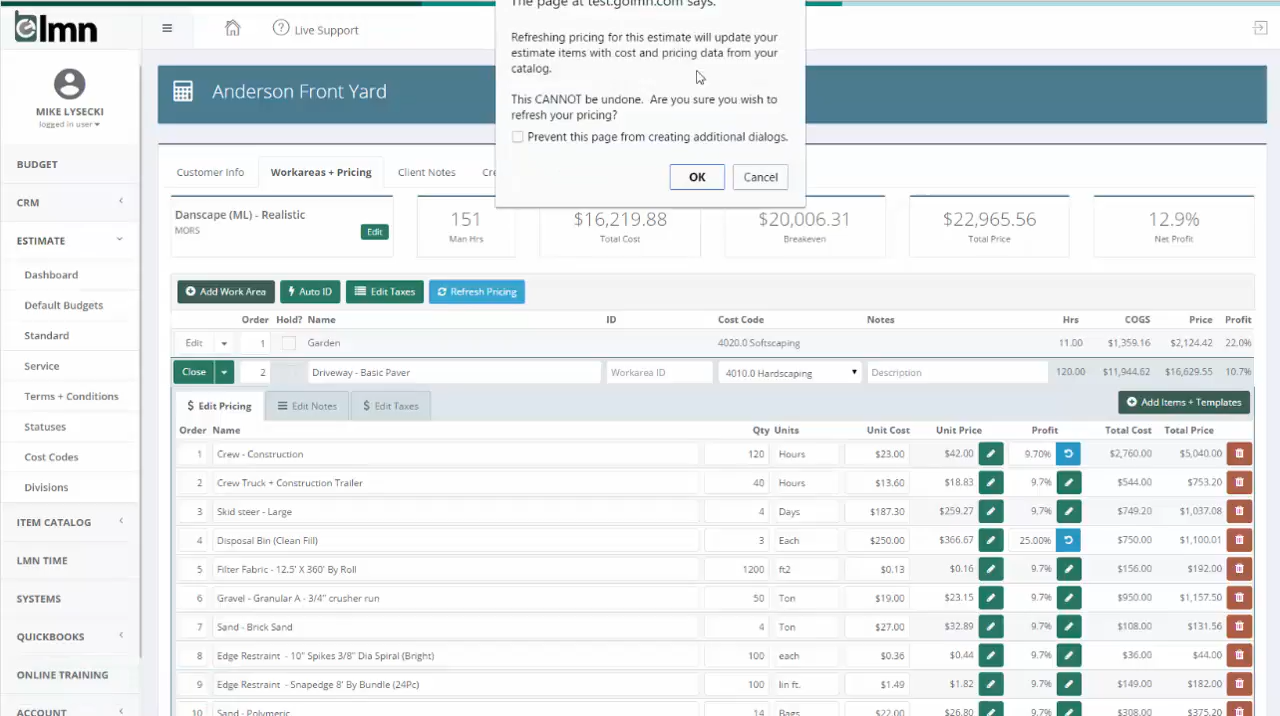 The page at test.golmn.com says:
Refreshing pricing for this estimate will update your
estimate items with cost and pricing data from your
catalog.
This CANNOT be undone. Are you sure you wish to
refresh your pricing?
Prevent this page from creating additional dialogs.
OK Cancel
lmn
Live Support
MIKE LYSECKI
logged in user
BUDGET
CRM
ESTIMATE
Dashboard
Default Budgets
Standard
Service
Terms + Conditions
Statuses
Cost Codes
Divisions
ITEM CATALOG
LMN TIME
SYSTEMS
QUICKBOOKS
ONLINE TRAINING
ACCOUNT
Anderson Front Yard
Customer Info Workareas + Pricing Client Notes Cre
Danscape (ML) - Realistic
MORS
Edit
151
Man Hrs
$16,219.88
Total Cost
$20,006.31
Breakeven
$22,965.56
Total Price
12.9%
Net Profit
Add Work Area Auto ID Edit Taxes Refresh Pricing
Order Hold? Name ID Cost Code Notes Hrs COGS Price Profit
Edit 1 Garden 4020.0 Softscaping 11.00 $1,359.16 $2,124.42 22.0%
Close 2 Driveway - Basic Paver Workarea ID 4010.0 Hardscaping Description 120.00 $11,944.62 $16,629.55 10.7%
$ Edit Pricing Edit Notes $ Edit Taxes Add Items + Templates
Order Name Qty Units Unit Cost Unit Price Profit Total Cost Total Price
1 Crew - Construction 120 Hours $23.00 $42.00 9.70% $2,760.00 $5,040.00
2 Crew Truck + Construction Trailer 40 Hours $13.60 $18.83 9.7% $544.00 $753.20
3 Skid steer - Large 4 Days $187.30 $259.27 9.7% $749.20 $1,037.08
4 Disposal Bin (Clean Fill) 3 Each $250.00 $366.67 25.00% $750.00 $1,100.01
5 Filter Fabric - 12.5' X 360' By Roll 1200 ft2 $0.13 $0.16 9.7% $156.00 $192.00
6 Gravel - Granular A - 3/4" crusher run 50 Ton $19.00 $23.15 9.7% $950.00 $1,157.50
7 Sand - Brick Sand 4 Ton $27.00 $32.89 9.7% $108.00 $131.56
8 Edge Restraint - 10" Spikes 3/8" Dia Spiral (Bright) 100 each $0.36 $0.44 9.7% $36.00 $44.00
9 Edge Restraint - Snapedge 8' By Bundle (24Pc) 100 lin ft. $1.49 $1.82 9.7% $149.00 $182.00
10 Sand - Polymeric 14 Bags $22.00 $26.80 9.7% $308.00 $375.20